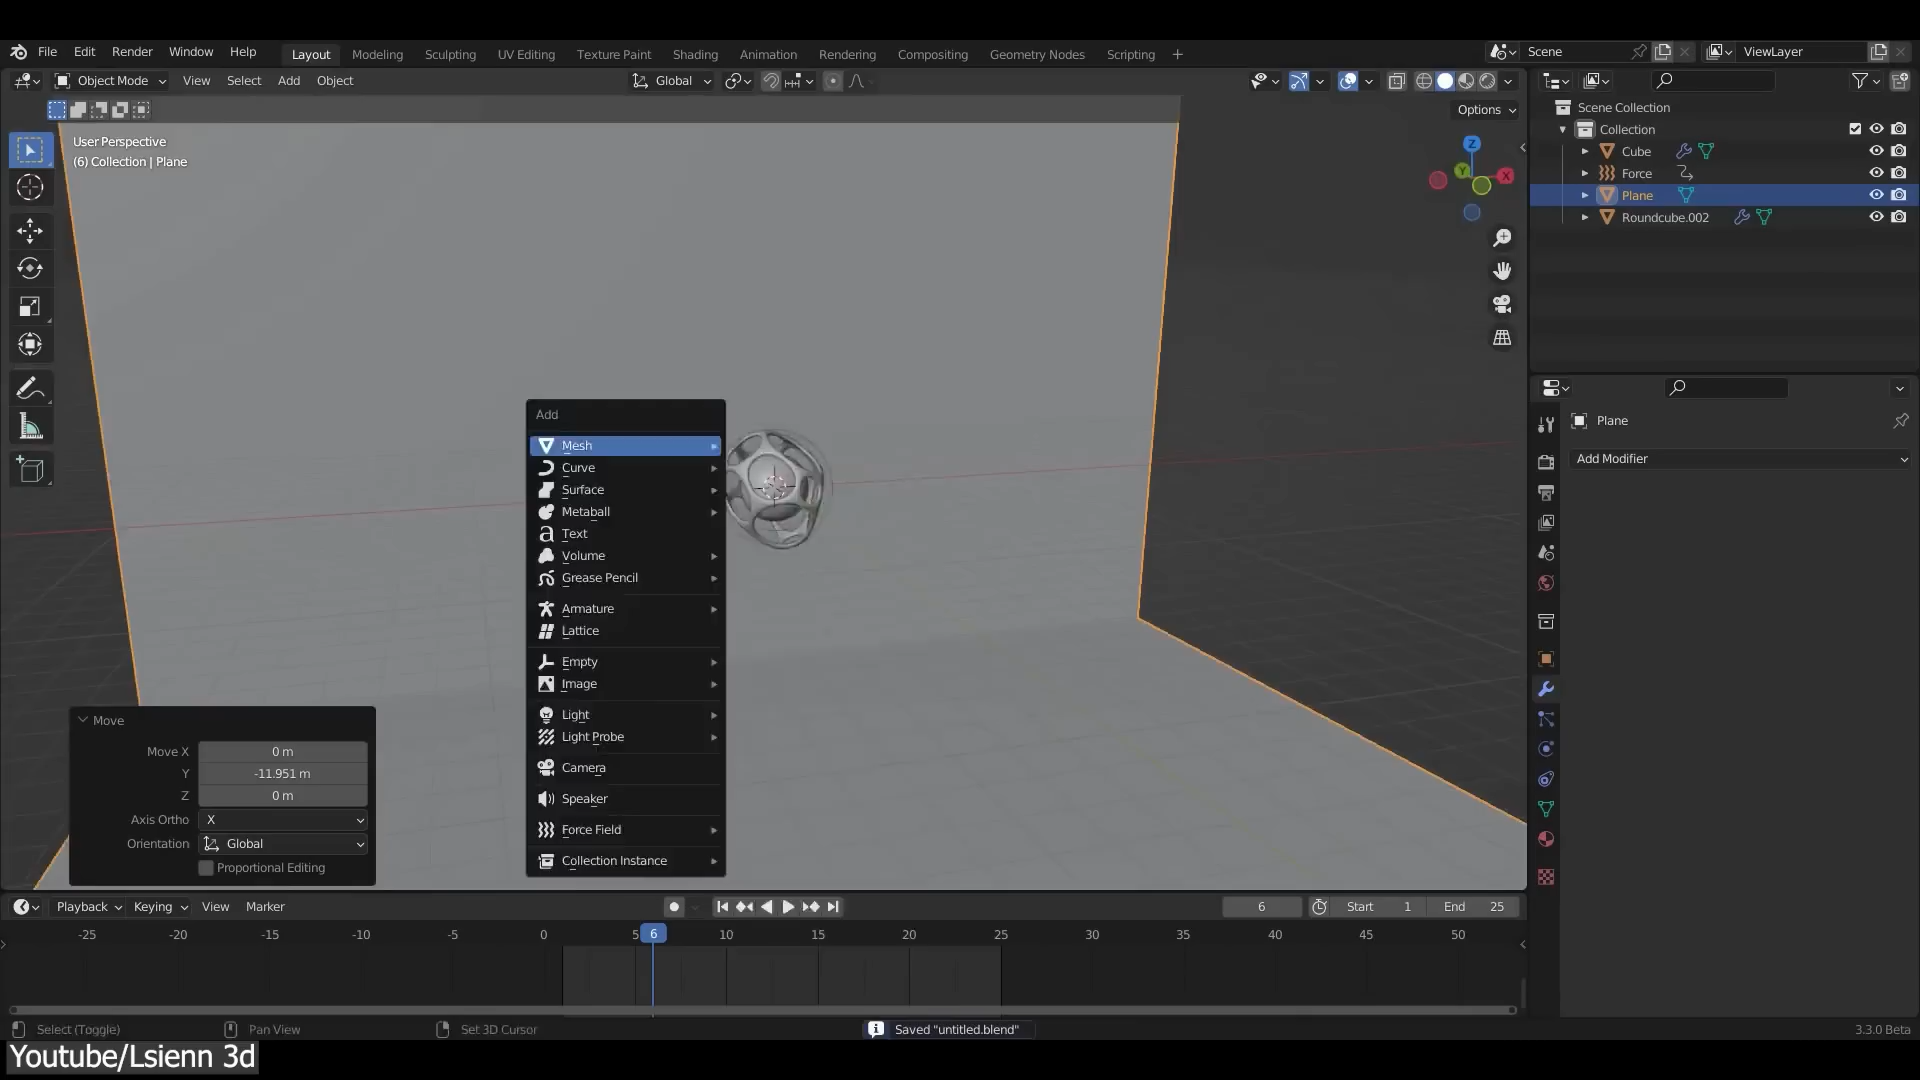 File Edit Render Window Help Layout Modeling Sculpting UV Editing Texture Paint Shading Animation Rendering Compositing Geometry Nodes Scripting + Scene ViewLayer
Object Mode View Select Add Object Global
Options
User Perspective
(6) Collection | Plane
Z
Y
X
Scene Collection
Collection
Cube
Force
Plane
Roundcube.002
Plane
Add Modifier
Add
Mesh
Curve
Surface
Metaball
Text
Volume
Grease Pencil
Armature
Lattice
Empty
Image
Light
Light Probe
Camera
Speaker
Force Field
Collection Instance
Move
Move X 0 m
Y -11.951 m
Z 0 m
Axis Ortho X
Orientation Global
Proportional Editing
Playback Keying View Marker 6 Start 1 End 25
-25 -20 -15 -10 -5 0 5 6 10 15 20 25 30 35 40 45 50
Select (Toggle) Pan View Set 3D Cursor Saved "untitled.blend" 3.3.0 Beta
Youtube/Lsienn 3d